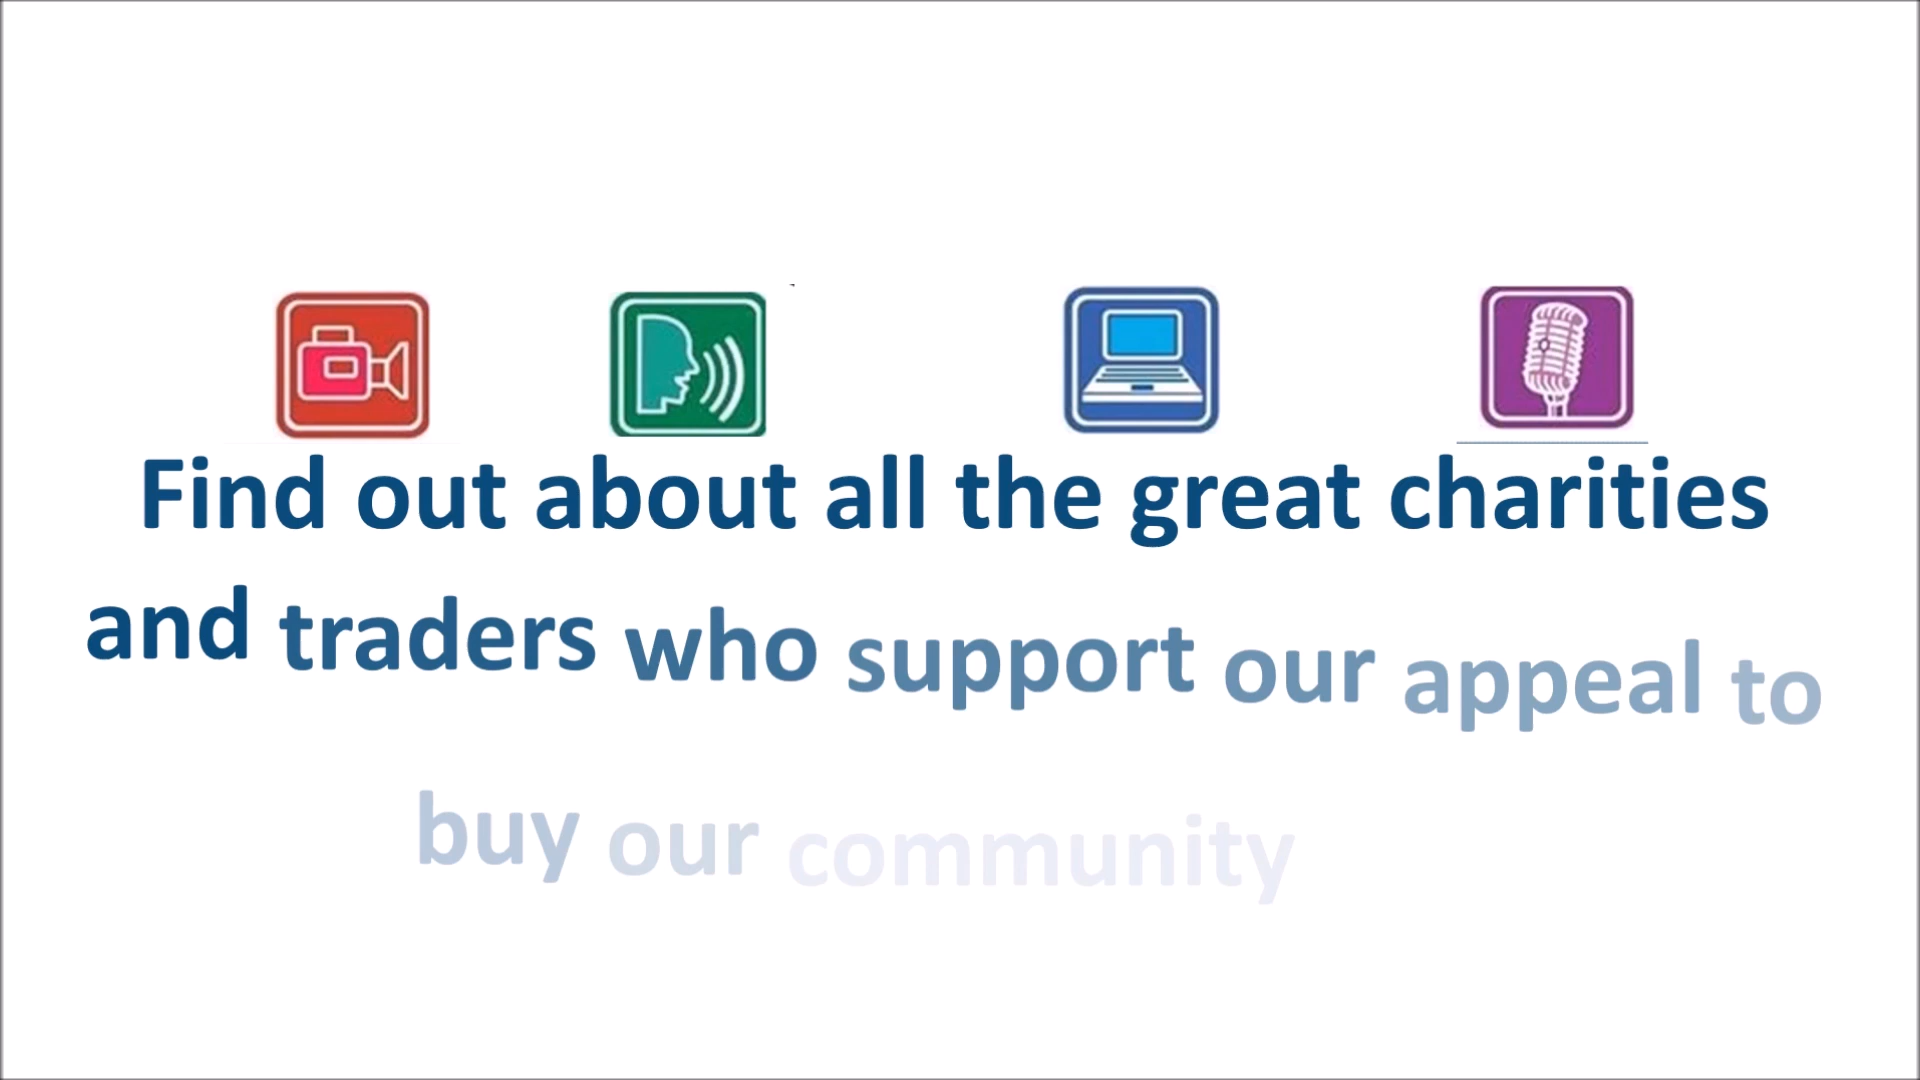 Find out about all the great charities
and traders who support our appeal to
buy our community